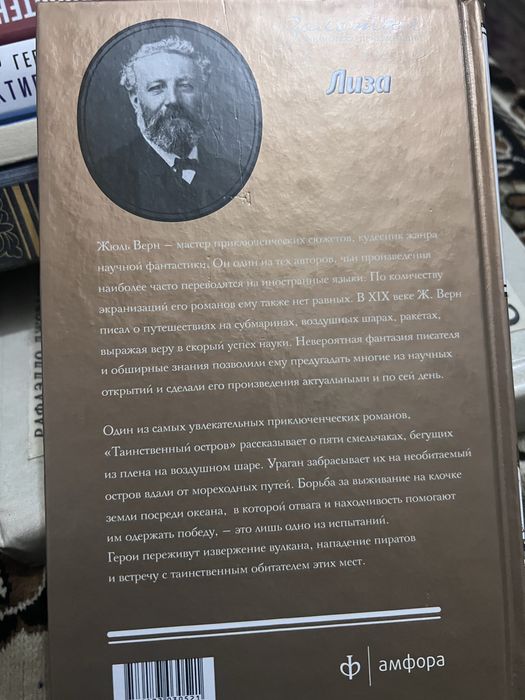 Лиза
Жюль Верн — мастер приключенческих сюжетов, кудесник жанра
научной фантастики. Он один из тех авторов, чьи произведения
наиболее часто переводятся на иностранные языки. По количеству
экранизаций его романов ему также нет равных. В XIX веке Ж. Верн
писал о путешествиях на субмаринах, воздушных шарах, ракетах,
выражая веру в скорый успех науки. Невероятная фантазия писателя
и обширные знания позволили ему предугадать многие из научных
открытий и сделали его произведения актуальными и по сей день.
Один из самых увлекательных приключенческих романов,
«Таинственный остров» рассказывает о пяти смельчаках, бегущих
из плена на воздушном шаре. Ураган забрасывает их на необитаемый
остров вдали от мореходных путей. Борьба за выживание на клочке
земли посреди океана, в которой отвага и находчивость помогают
им одержать победу, — это лишь одно из испытаний.
Герои переживут извержение вулкана, нападение пиратов
и встречу с таинственным обитателем этих мест.
амфора
РАФАЭЛЛО